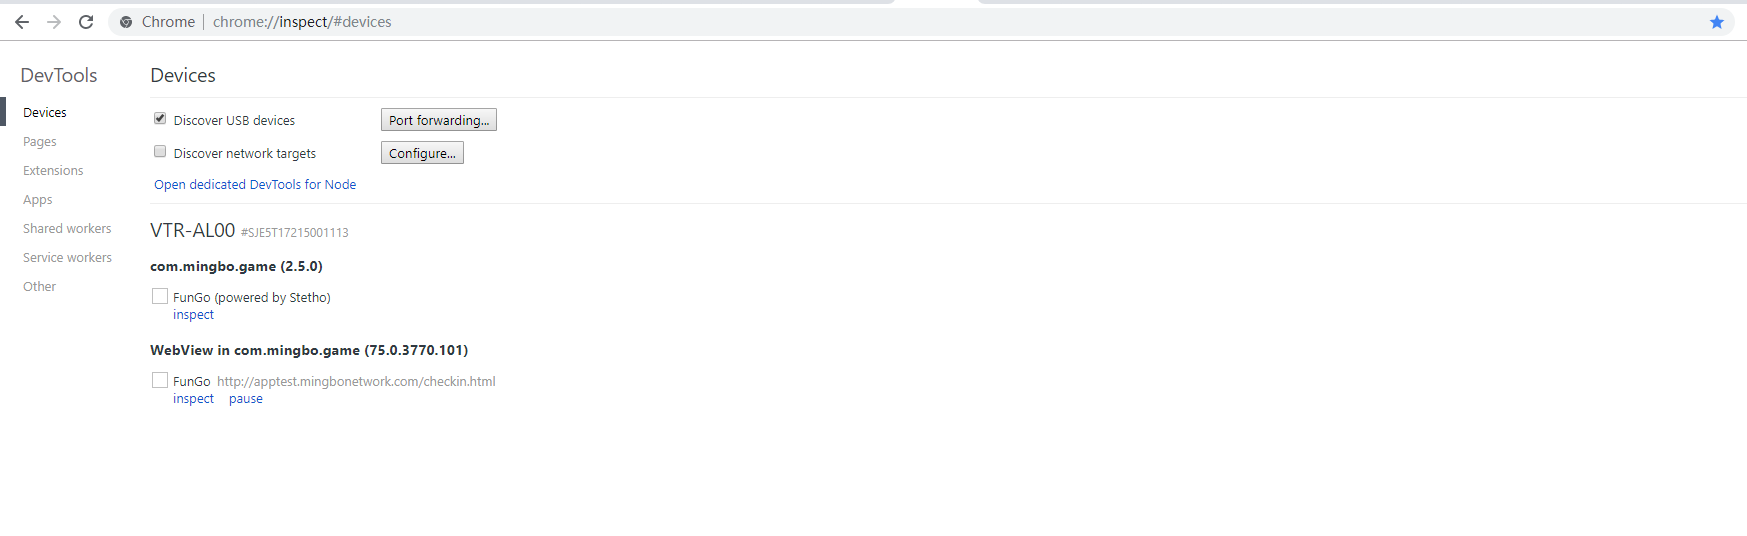 Chrome | chrome://inspect/#devices
DevTools
Devices
Pages
Extensions
Apps
Shared workers
Service workers
Other
Devices
Discover USB devices Port forwarding...
Discover network targets Configure...
Open dedicated DevTools for Node
VTR-AL00 #SJE5T17215001113
com.mingbo.game (2.5.0)
FunGo (powered by Stetho)
inspect
WebView in com.mingbo.game (75.0.3770.101)
FunGo http://apptest.mingbonetwork.com/checkin.html
inspect pause